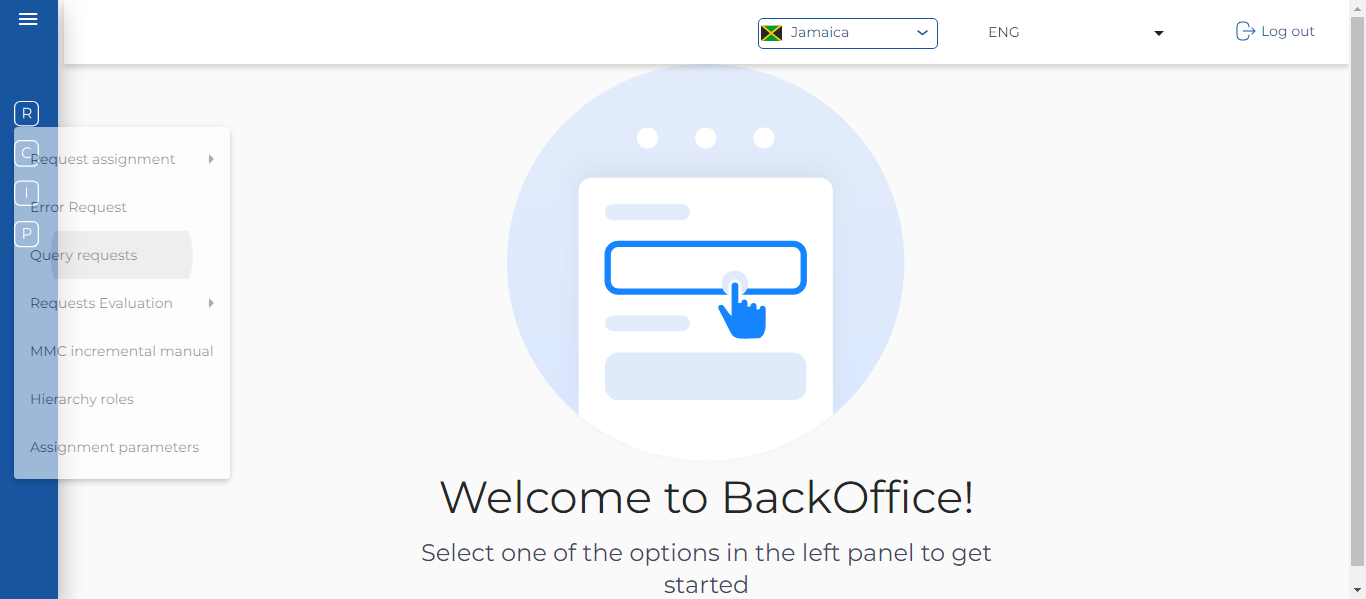 Jamaica
ENG
Log out
R
C
I
P
Request assignment
Error Request
Query requests
Requests Evaluation
MMC incremental manual
Hierarchy roles
Assignment parameters
Welcome to BackOffice!
Select one of the options in the left panel to get
started